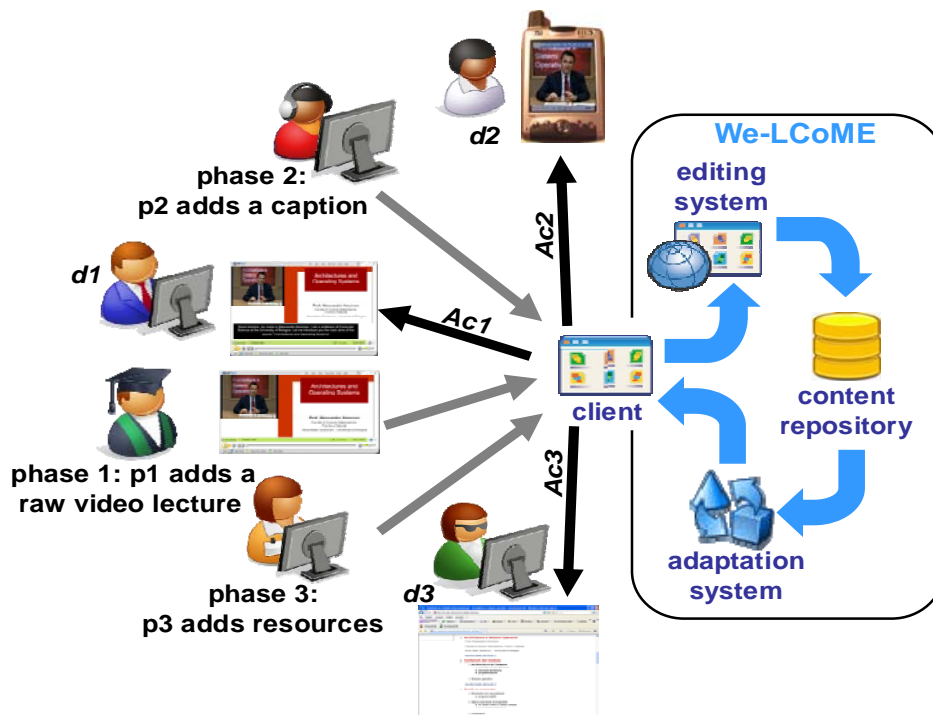 d2
We-LCoME
editing
system
phase 2:
p2 adds a caption
Ac2
d1
Architectures and
Operating Systems
Ac1
client
content
repository
Architectures and
Operating Systems
phase 1: p1 adds a
raw video lecture
Ac3
adaptation
system
d3
phase 3:
p3 adds resources